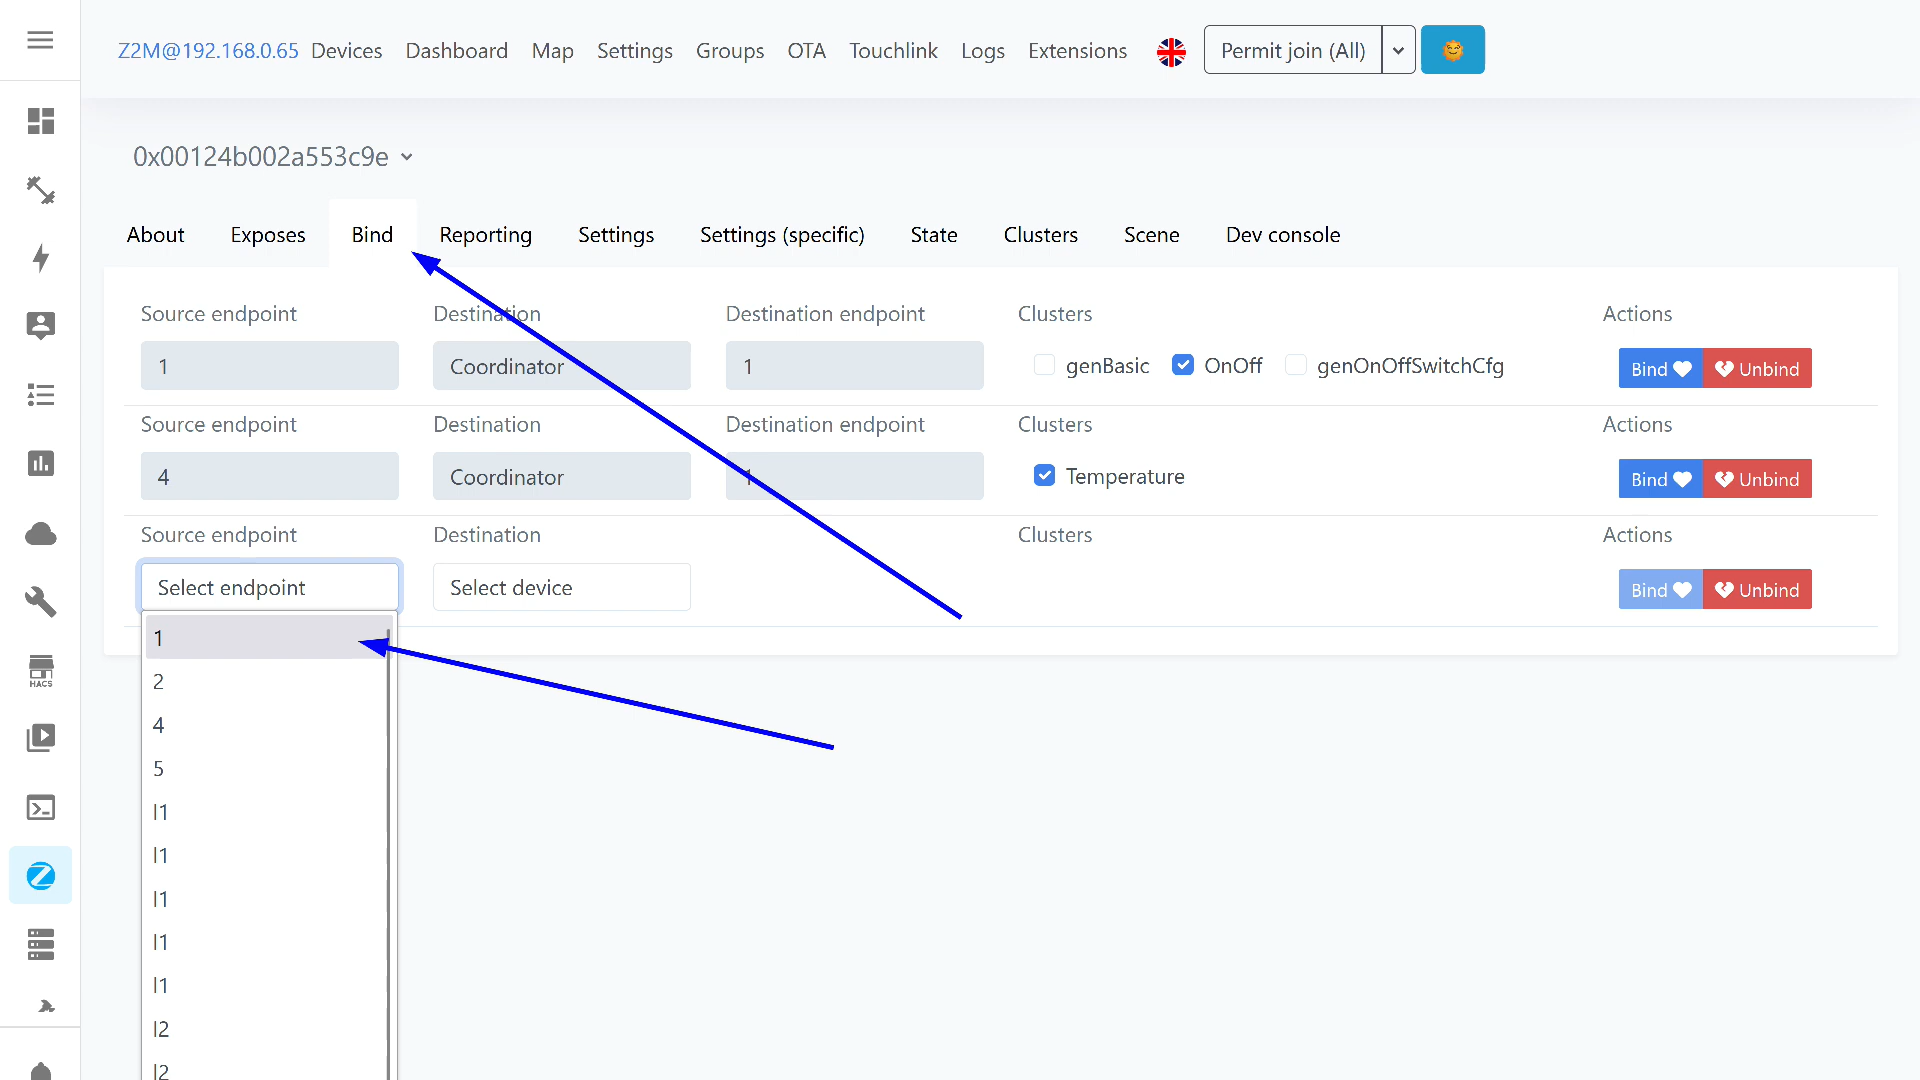 Z2M@192.168.0.65 Devices Dashboard Map Settings Groups OTA Touchlink Logs Extensions Permit join (All)
0x00124b002a553c9e
About Exposes Bind Reporting Settings Settings (specific) State Clusters Scene Dev console
Source endpoint Destination Destination endpoint Clusters Actions
1 Coordinator 1 genBasic OnOff genOnOffSwitchCfg Bind Unbind
Source endpoint Destination Destination endpoint Clusters Actions
4 Coordinator 1 Temperature Bind Unbind
Source endpoint Destination Clusters Actions
Select endpoint Select device Bind Unbind
1
2
4
5
l1
l1
l1
l1
l1
l2
l2
HACS